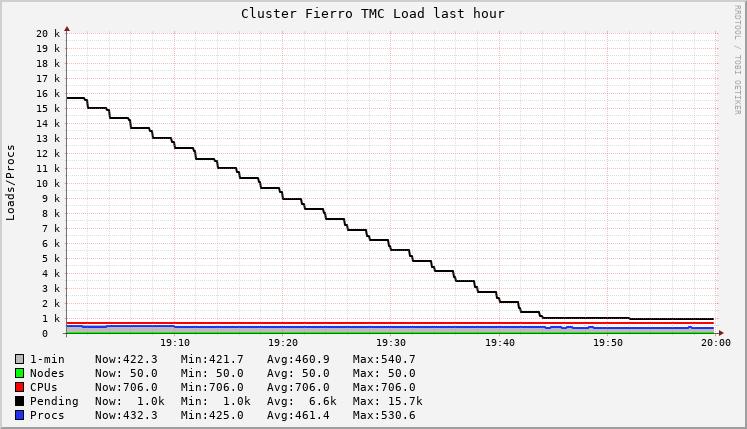 Cluster Fierro TMC Load last hour
RRDTOOL / TOBI OETIKER
Loads/Procs
20 k
19 k
18 k
17 k
16 k
15 k
14 k
13 k
12 k
11 k
10 k
9 k
8 k
7 k
6 k
5 k
4 k
3 k
2 k
1 k
0
19:10 19:20 19:30 19:40 19:50 20:00
1-min Now:422.3 Min:421.7 Avg:460.9 Max:540.7
Nodes Now: 50.0 Min: 50.0 Avg: 50.0 Max: 50.0
CPUs Now:706.0 Min:706.0 Avg:706.0 Max:706.0
Pending Now: 1.0k Min: 1.0k Avg: 6.6k Max: 15.7k
Procs Now:432.3 Min:425.0 Avg:461.4 Max:530.6